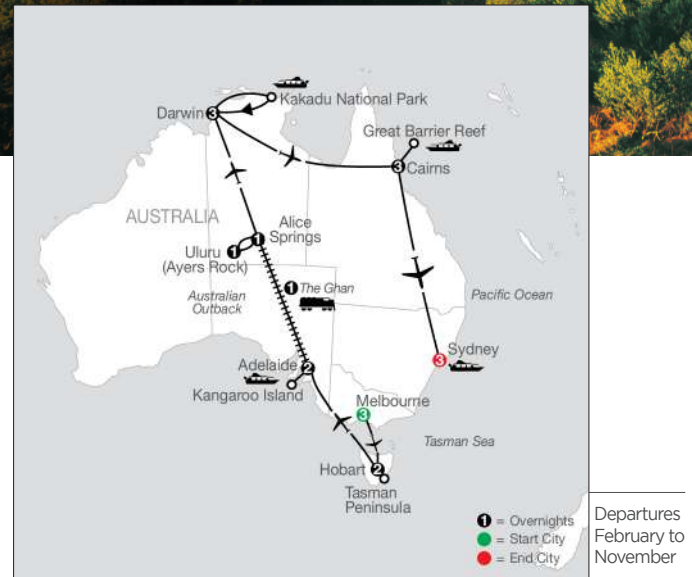 Kakadu National Park
Darwin
3
Great Barrier Reef
3
Cairns
AUSTRALIA
Alice
Springs
1
1
Uluru
(Ayers Rock)
1
The Ghan
Australian
Outback
Pacific Ocean
Sydney
3
Adelaide
2
Kangaroo Island
Melbourne
3
Tasman Sea
Hobart
2
Tasman
Peninsula
1 = Overnights
= Start City
= End City
Departures
February to
November